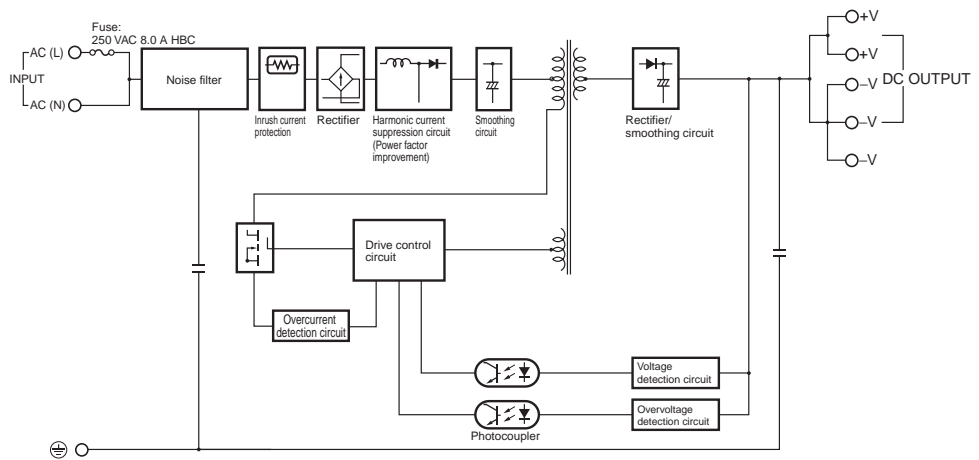 Fuse:
250 VAC 8.0 A HBC
AC (L)
INPUT
AC (N)
Noise filter
Inrush current
protection
Rectifier
Harmonic current
suppression circuit
(Power factor
improvement)
Smoothing
circuit
Rectifier/
smoothing circuit
+V
+V
DC OUTPUT
–V
–V
–V
Drive control
circuit
Overcurrent
detection circuit
Voltage
detection circuit
Overvoltage
detection circuit
Photocoupler